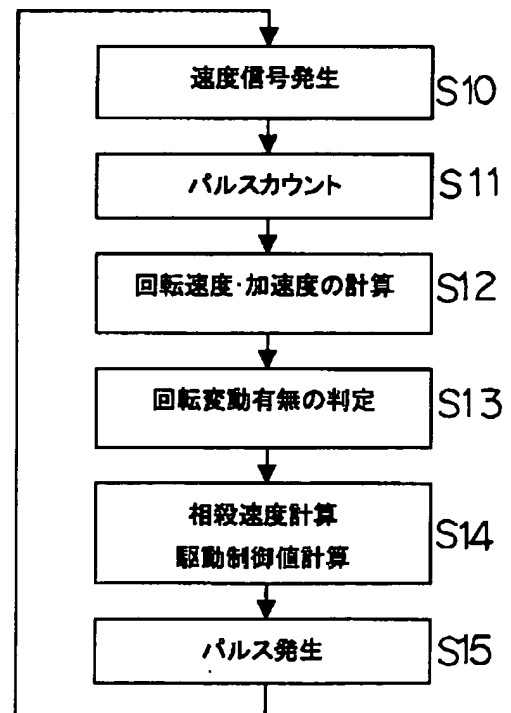 速度信号発生
S10
パルスカウント
S11
回転速度・加速度の計算
S12
回転変動有無の判定
S13
相殺速度計算
駆動制御値計算
S14
パルス発生
S15